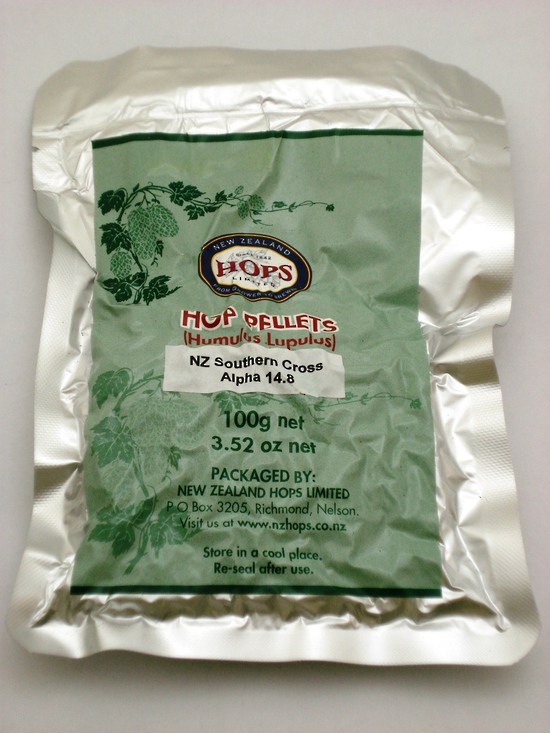 NEW ZEALAND
HOPS
LIMITED
HOP PELLETS
(Humulus Lupulus)
NZ Southern Cross
Alpha 14.8
100g net
3.52 oz net
PACKAGED BY:
NEW ZEALAND HOPS LIMITED
P O Box 3205, Richmond, Nelson.
Visit us at www.nzhops.co.nz
Store in a cool place.
Re-seal after use.